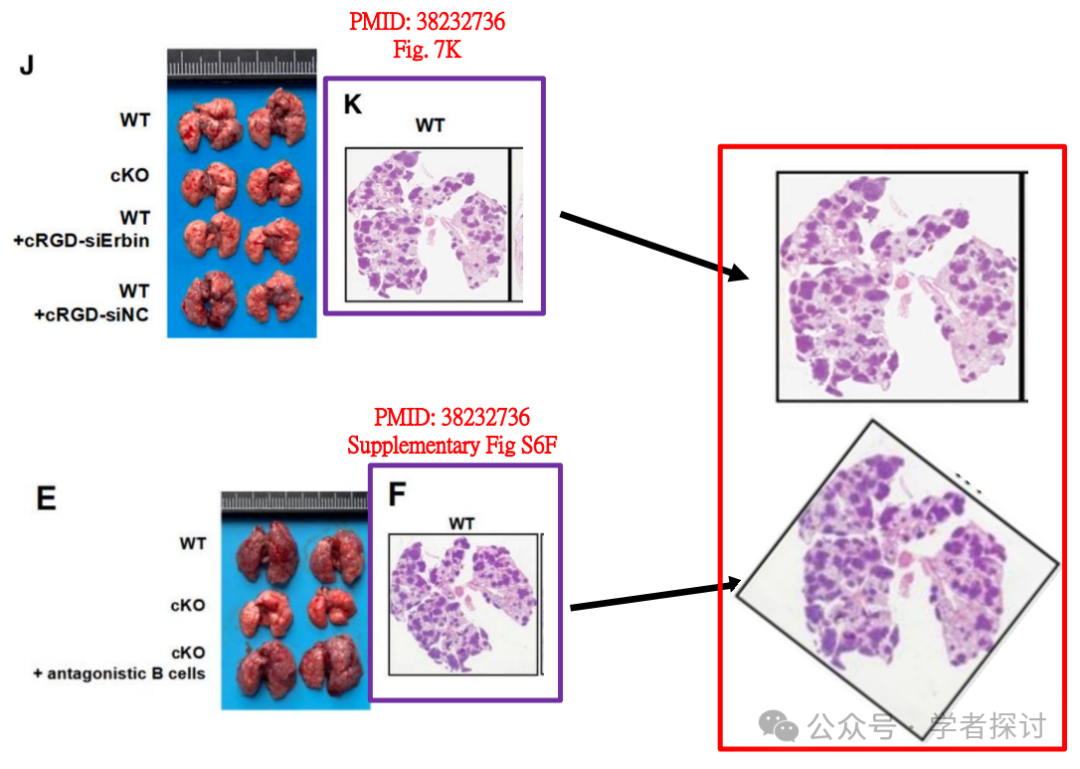 PMID: 38232736
Fig. 7K
J
WT
cKO
WT
+cRGD-siErbin
WT
+cRGD-siNC
K
WT
PMID: 38232736
Supplementary Fig S6F
E
WT
cKO
cKO
+ antagonistic B cells
F
WT
公众号 · 学者探讨